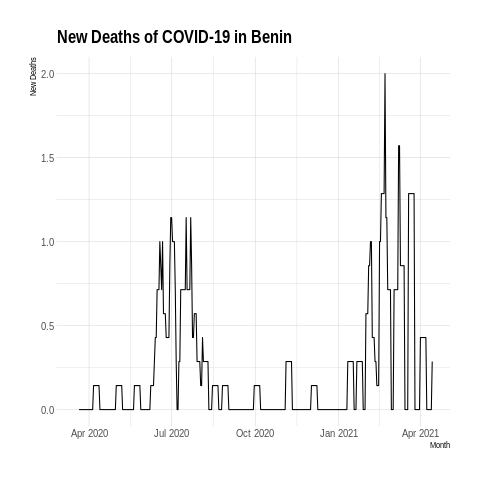 New Deaths of COVID-19 in Benin
New Deaths
2.0
1.5
1.0
0.5
0.0
Apr 2020 Jul 2020 Oct 2020 Jan 2021 Apr 2021
Month